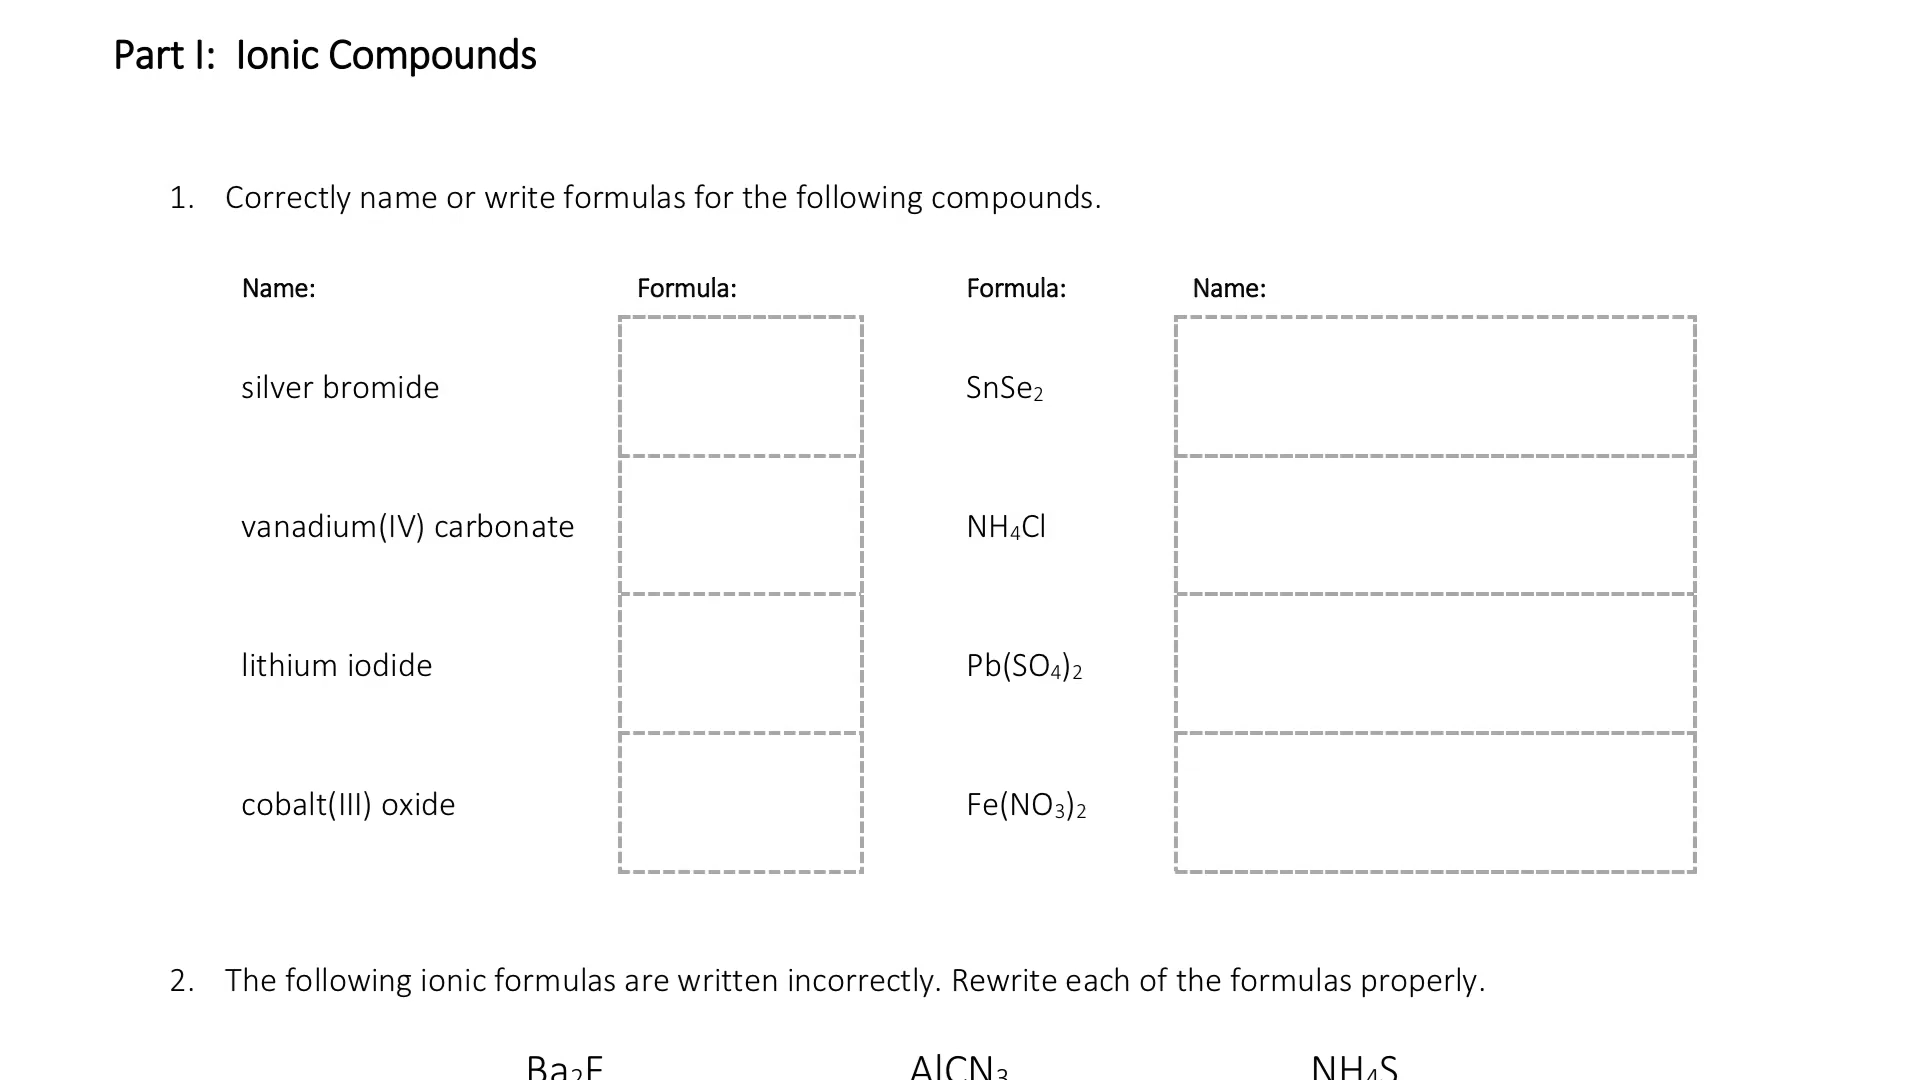 Part I: Ionic Compounds
1. Correctly name or write formulas for the following compounds.
Name: Formula: Formula: Name:
silver bromide SnSe₂
vanadium(IV) carbonate NH₄Cl
lithium iodide Pb(SO₄)₂
cobalt(III) oxide Fe(NO₃)₂
2. The following ionic formulas are written incorrectly. Rewrite each of the formulas properly.
Ba₂F AlCN₃ NH₄S